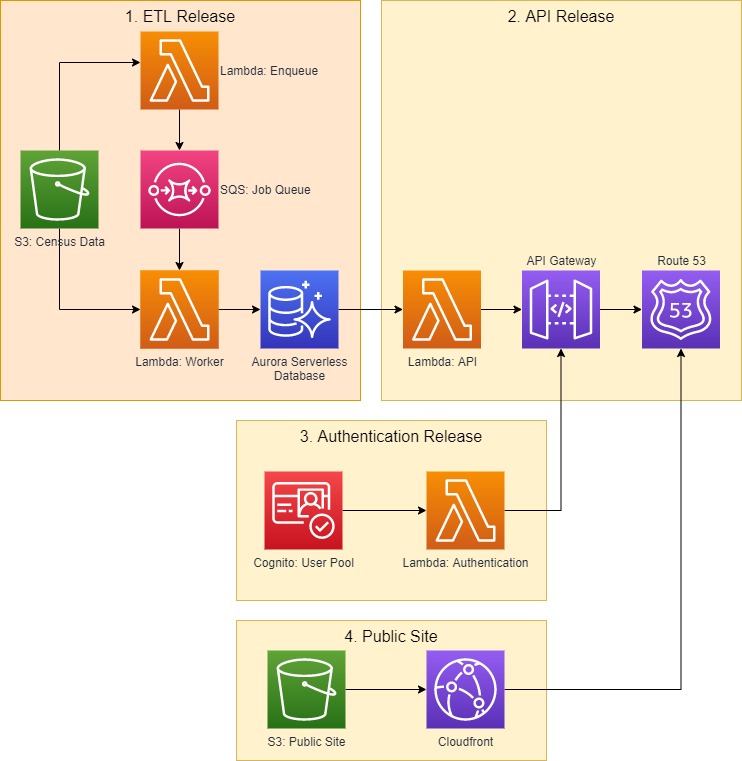 1. ETL Release
2. API Release
Lambda: Enqueue
S3: Census Data
SQS: Job Queue
Lambda: Worker
Aurora Serverless
Database
Lambda: API
API Gateway
Route 53
53
3. Authentication Release
Cognito: User Pool
Lambda: Authentication
4. Public Site
S3: Public Site
Cloudfront